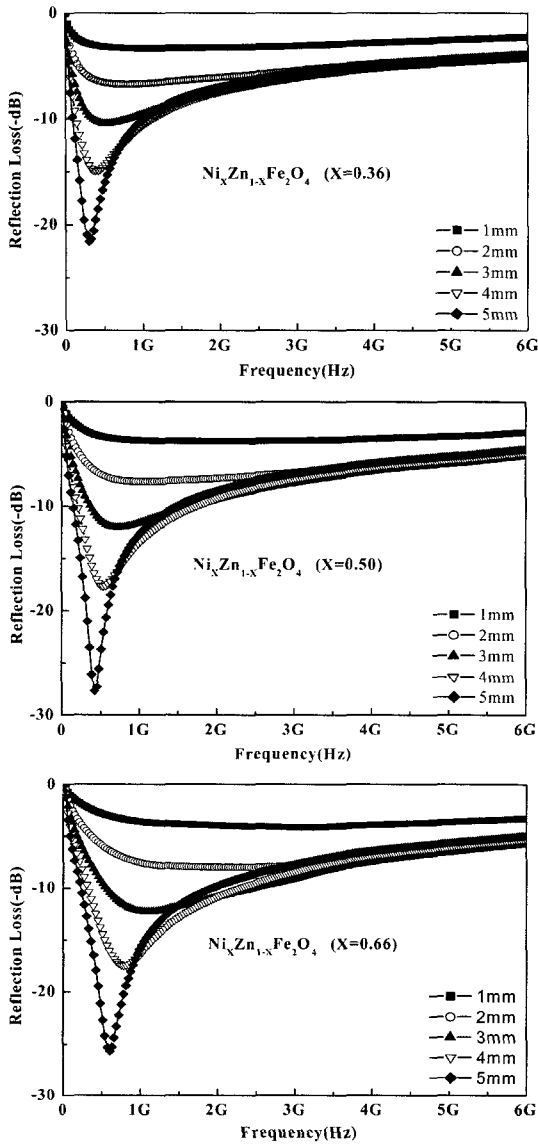 0
-10
-20
-30
Reflection Loss(-dB)
NiXZn1-XFe2O4 (X=0.36)
1mm
2mm
3mm
4mm
5mm
0 1G 2G 3G 4G 5G 6G
Frequency(Hz)
0
-10
-20
-30
Reflection Loss(-dB)
NiXZn1-XFe2O4 (X=0.50)
1mm
2mm
3mm
4mm
5mm
0 1G 2G 3G 4G 5G 6G
Frequency(Hz)
0
-10
-20
-30
Reflection Loss(-dB)
NiXZn1-XFe2O4 (X=0.66)
1mm
2mm
3mm
4mm
5mm
0 1G 2G 3G 4G 5G 6G
Frequency(Hz)